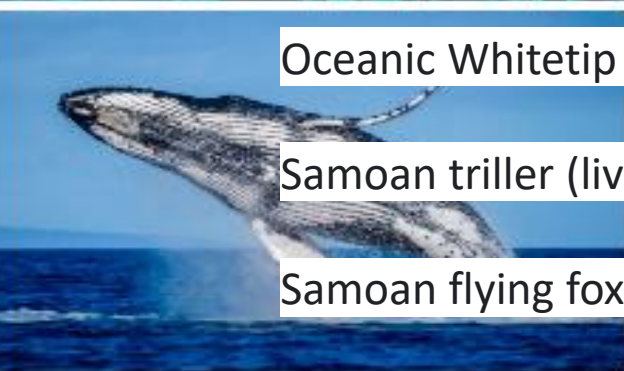 Oceanic Whitetip
Samoan triller (liv
Samoan flying fox